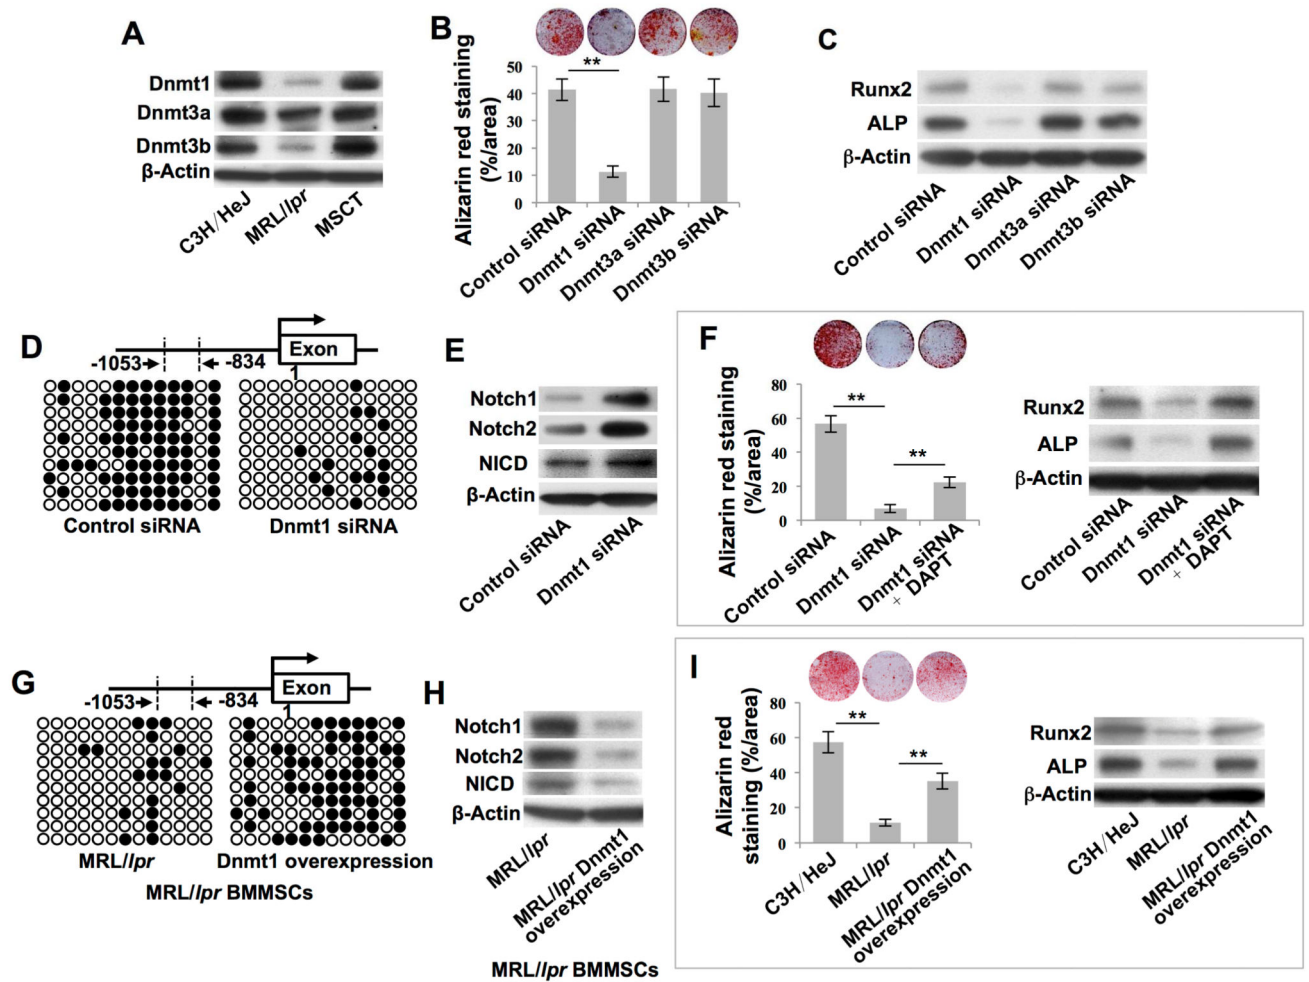 A
Dnmt1
Dnmt3a
Dnmt3b
β-Actin
C3H/HeJ
MRL/lpr
MSCT
B
Alizarin red staining
(%/area)
50
40
30
20
10
0
**
Control siRNA
Dnmt1 siRNA
Dnmt3a siRNA
Dnmt3b siRNA
C
Runx2
ALP
β-Actin
Control siRNA
Dnmt1 siRNA
Dnmt3a siRNA
Dnmt3b siRNA
D
-1053
-834
Exon
1
Control siRNA
Dnmt1 siRNA
E
Notch1
Notch2
NICD
β-Actin
Control siRNA
Dnmt1 siRNA
F
Alizarin red staining
(%/area)
80
60
40
20
0
**
**
Control siRNA
Dnmt1 siRNA
Dnmt1 siRNA
+ DAPT
Runx2
ALP
β-Actin
Control siRNA
Dnmt1 siRNA
Dnmt1 siRNA
+ DAPT
G
-1053
-834
Exon
1
MRL/lpr
Dnmt1 overexpression
MRL/lpr BMMSCs
H
Notch1
Notch2
NICD
β-Actin
MRL/lpr
MRL/lpr Dnmt1
overexpression
MRL/lpr BMMSCs
I
Alizarin red
staining (%/area)
80
60
40
20
0
**
**
C3H/HeJ
MRL/lpr
MRL/lpr Dnmt1
overexpression
Runx2
ALP
β-Actin
C3H/HeJ
MRL/lpr
MRL/lpr Dnmt1
overexpression